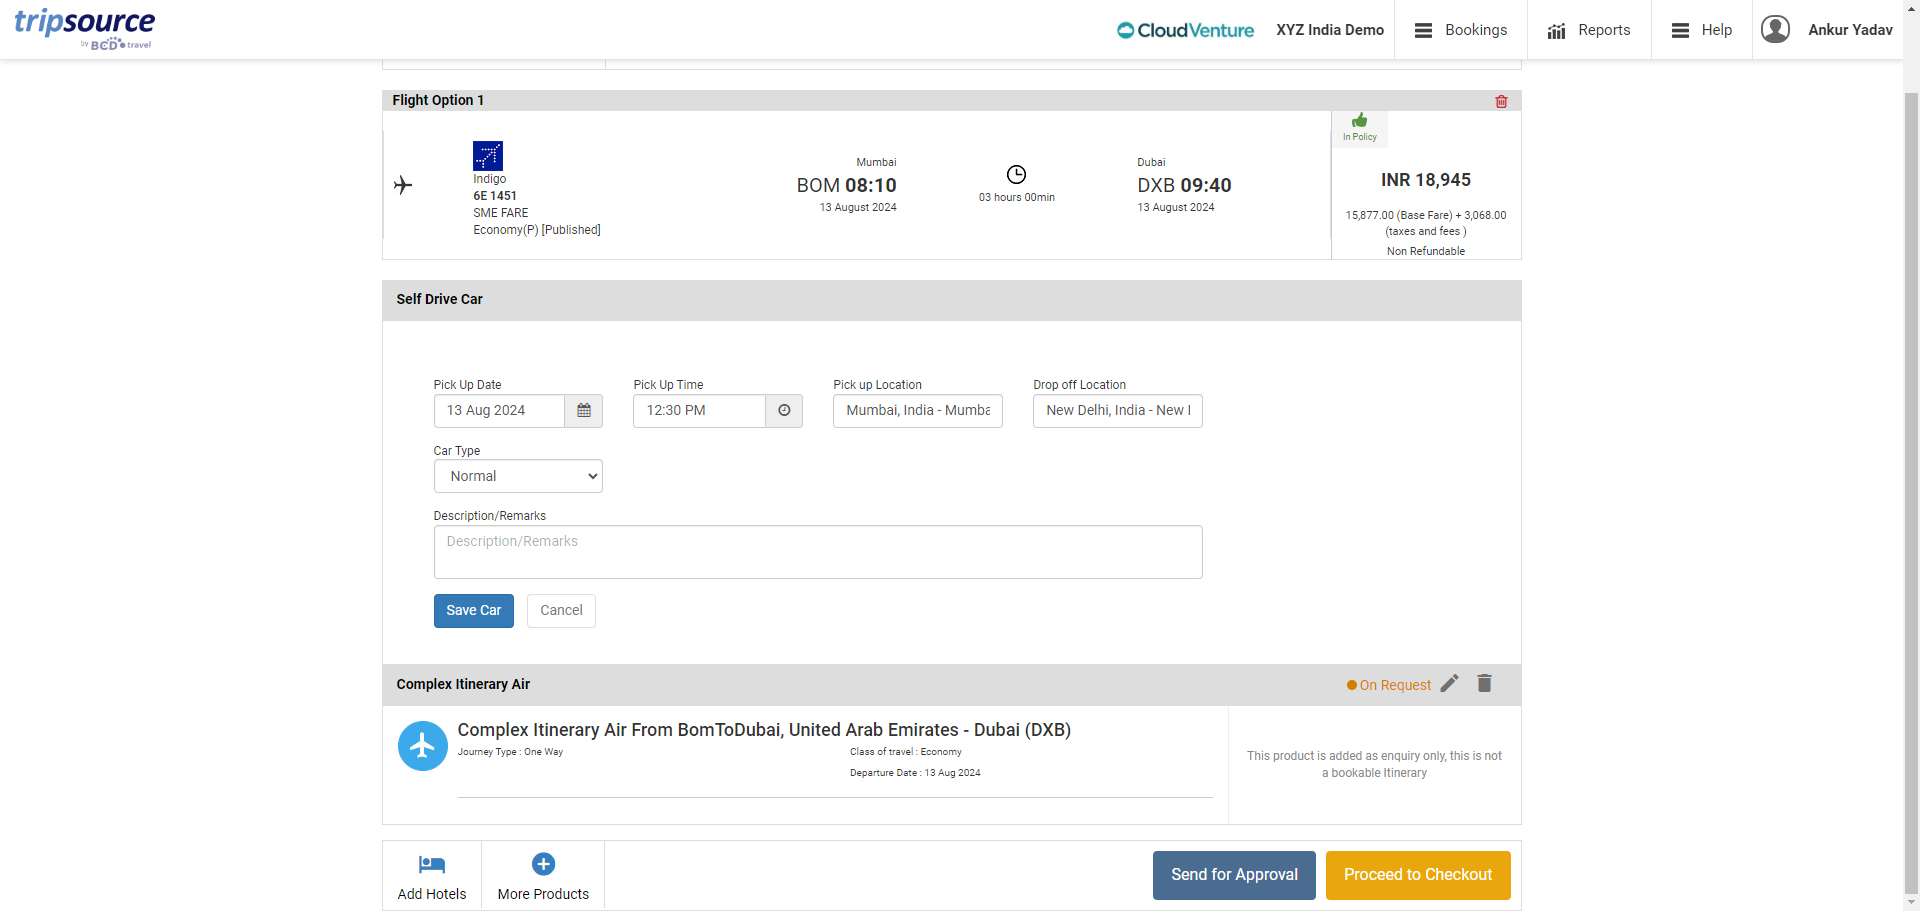 tripsource
by BCD travel
CloudVenture
XYZ India Demo
Bookings
Reports
Help
Ankur Yadav
Flight Option 1
In Policy
Indigo
6E 1451
SME FARE
Economy(P) [Published]
Mumbai
BOM 08:10
13 August 2024
03 hours 00min
Dubai
DXB 09:40
13 August 2024
INR 18,945
15,877.00 (Base Fare) + 3,068.00
(taxes and fees )
Non Refundable
Self Drive Car
Pick Up Date
Pick Up Time
Pick up Location
Drop off Location
13 Aug 2024
12:30 PM
Mumbai, India - Mumba
New Delhi, India - New
Car Type
Normal
Description/Remarks
Description/Remarks
Save Car
Cancel
Complex Itinerary Air
On Request
Complex Itinerary Air From BomToDubai, United Arab Emirates - Dubai (DXB)
Journey Type : One Way
Class of travel : Economy
Departure Date : 13 Aug 2024
This product is added as enquiry only, this is not
a bookable Itinerary
Add Hotels
More Products
Send for Approval
Proceed to Checkout